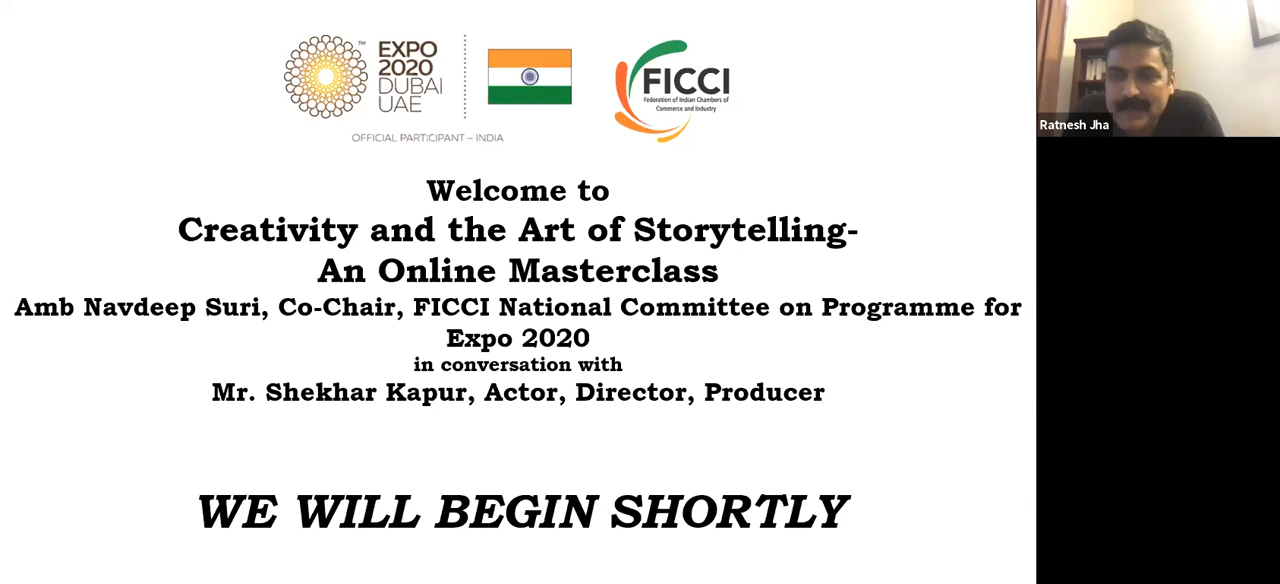 EXPO
2020
DUBAI
UAE
™
OFFICIAL PARTICIPANT – INDIA
FICCI
Federation of Indian Chambers of
Commerce and Industry
Ratnesh Jha
Welcome to
Creativity and the Art of Storytelling-
An Online Masterclass
Amb Navdeep Suri, Co-Chair, FICCI National Committee on Programme for
Expo 2020
in conversation with
Mr. Shekhar Kapur, Actor, Director, Producer
WE WILL BEGIN SHORTLY